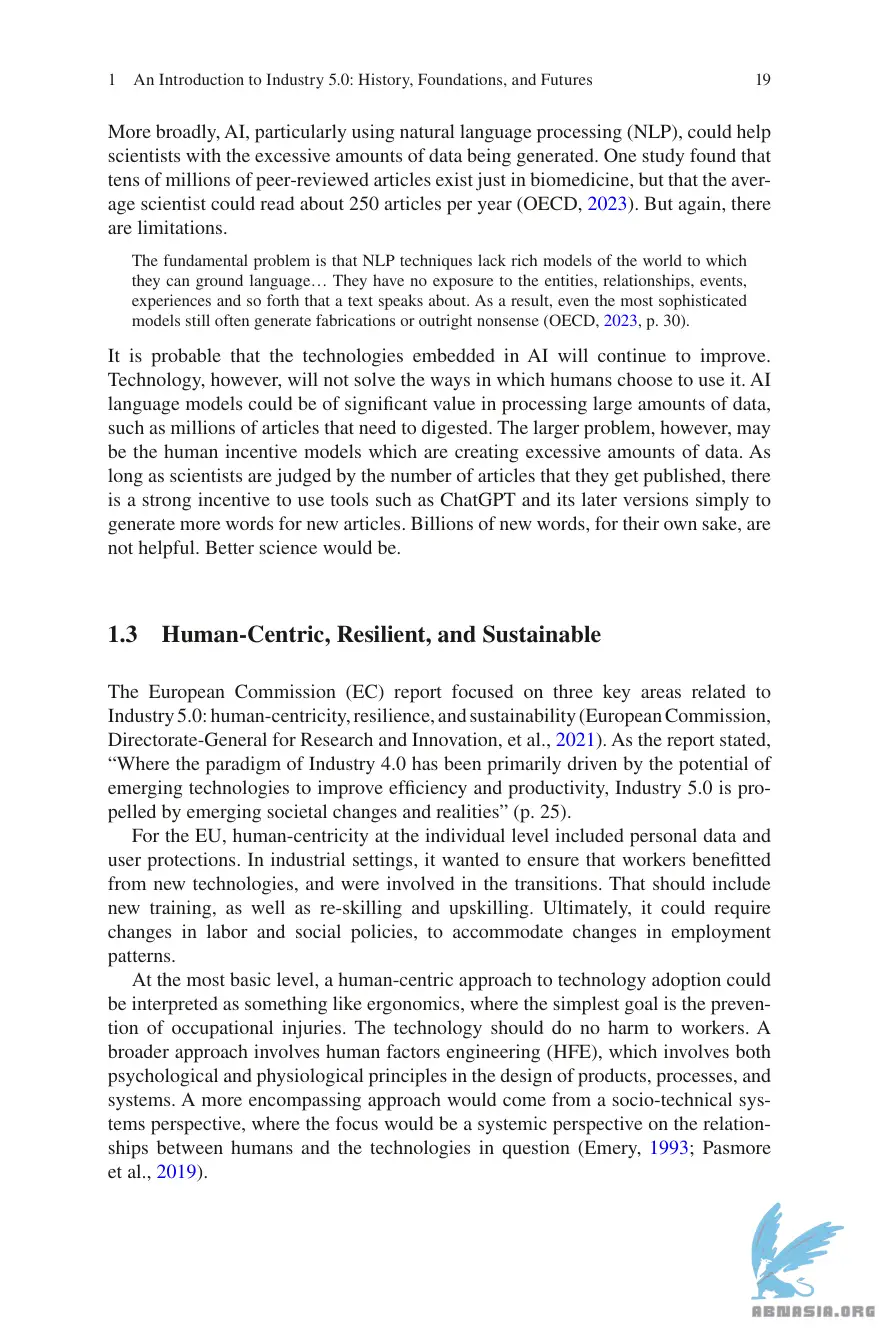 1 An Introduction to Industry 5.0: History, Foundations, and Futures 19
More broadly, AI, particularly using natural language processing (NLP), could help
scientists with the excessive amounts of data being generated. One study found that
tens of millions of peer-reviewed articles exist just in biomedicine, but that the aver-
age scientist could read about 250 articles per year (OECD, 2023). But again, there
are limitations.
The fundamental problem is that NLP techniques lack rich models of the world to which
they can ground language… They have no exposure to the entities, relationships, events,
experiences and so forth that a text speaks about. As a result, even the most sophisticated
models still often generate fabrications or outright nonsense (OECD, 2023, p. 30).
It is probable that the technologies embedded in AI will continue to improve.
Technology, however, will not solve the ways in which humans choose to use it. AI
language models could be of significant value in processing large amounts of data,
such as millions of articles that need to digested. The larger problem, however, may
be the human incentive models which are creating excessive amounts of data. As
long as scientists are judged by the number of articles that they get published, there
is a strong incentive to use tools such as ChatGPT and its later versions simply to
generate more words for new articles. Billions of new words, for their own sake, are
not helpful. Better science would be.
1.3 Human-Centric, Resilient, and Sustainable
The European Commission (EC) report focused on three key areas related to
Industry 5.0: human-centricity, resilience, and sustainability (European Commission,
Directorate-General for Research and Innovation, et al., 2021). As the report stated,
“Where the paradigm of Industry 4.0 has been primarily driven by the potential of
emerging technologies to improve efficiency and productivity, Industry 5.0 is pro-
pelled by emerging societal changes and realities” (p. 25).
For the EU, human-centricity at the individual level included personal data and
user protections. In industrial settings, it wanted to ensure that workers benefitted
from new technologies, and were involved in the transitions. That should include
new training, as well as re-skilling and upskilling. Ultimately, it could require
changes in labor and social policies, to accommodate changes in employment
patterns.
At the most basic level, a human-centric approach to technology adoption could
be interpreted as something like ergonomics, where the simplest goal is the preven-
tion of occupational injuries. The technology should do no harm to workers. A
broader approach involves human factors engineering (HFE), which involves both
psychological and physiological principles in the design of products, processes, and
systems. A more encompassing approach would come from a socio-technical sys-
tems perspective, where the focus would be a systemic perspective on the relation-
ships between humans and the technologies in question (Emery, 1993; Pasmore
et al., 2019).
ABNASIA.ORG